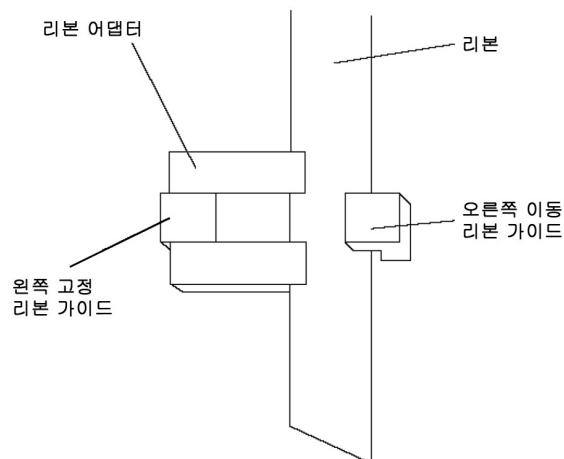 리본 어댑터
리본
오른쪽 이동
리본 가이드
왼쪽 고정
리본 가이드